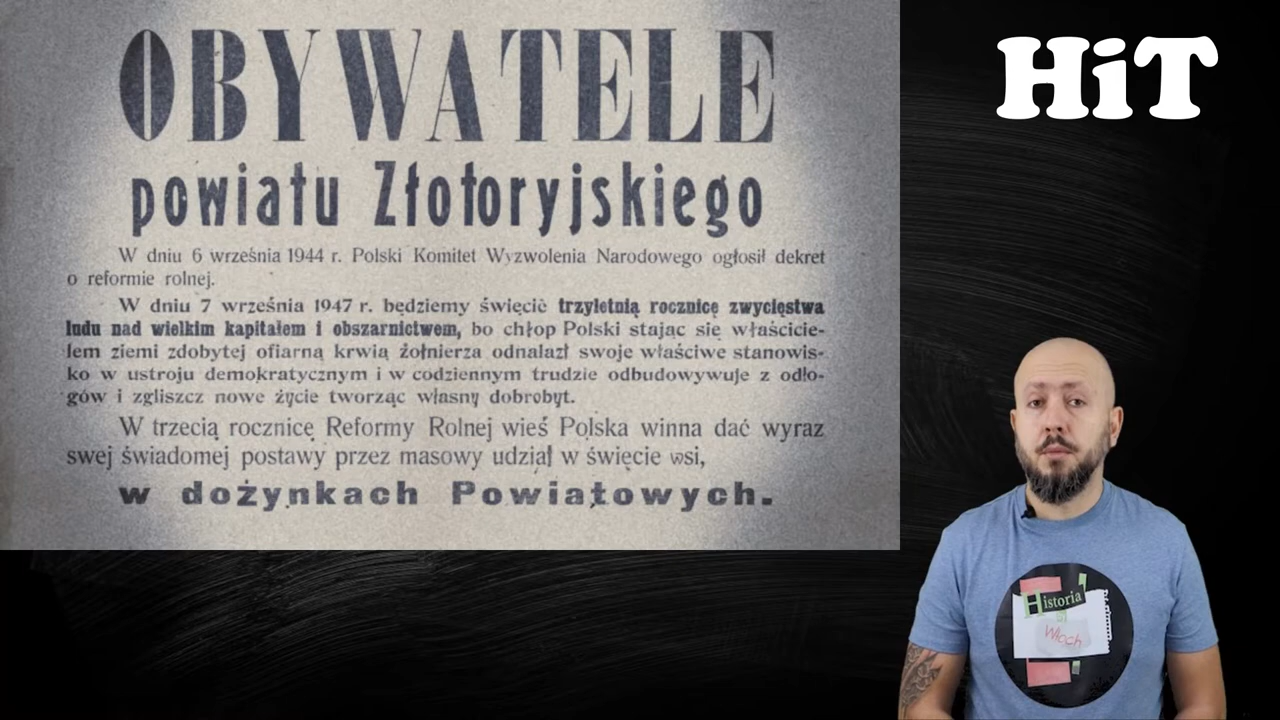 OBYWATELE
powiatu Złotoryjskiego
W dniu 6 września 1944 r. Polski Komitet Wyzwolenia Narodowego ogłosił dekret
o reformie rolnej.
W dniu 7 września 1947 r. będziemy święcić trzyletnią rocznicę zwycięstwa
ludu nad wielkim kapitałem i obszarnictwem, bo chłop Polski stając się właścicie-
lem ziemi zdobytej ofiarną krwią żołnierza odnalazł swoje właściwe stanowis-
ko w ustroju demokratycznym i w codziennym trudzie odbudowywuje z odło-
gów i zgliszcz nowe życie tworząc własny dobrobyt.
W trzecią rocznicę Reformy Rolnej wieś Polska winna dać wyraz
swej świadomej postawy przez masowy udział w święcie wsi,
w dożynkach Powiatowych.
HiT
Historia
Włoch